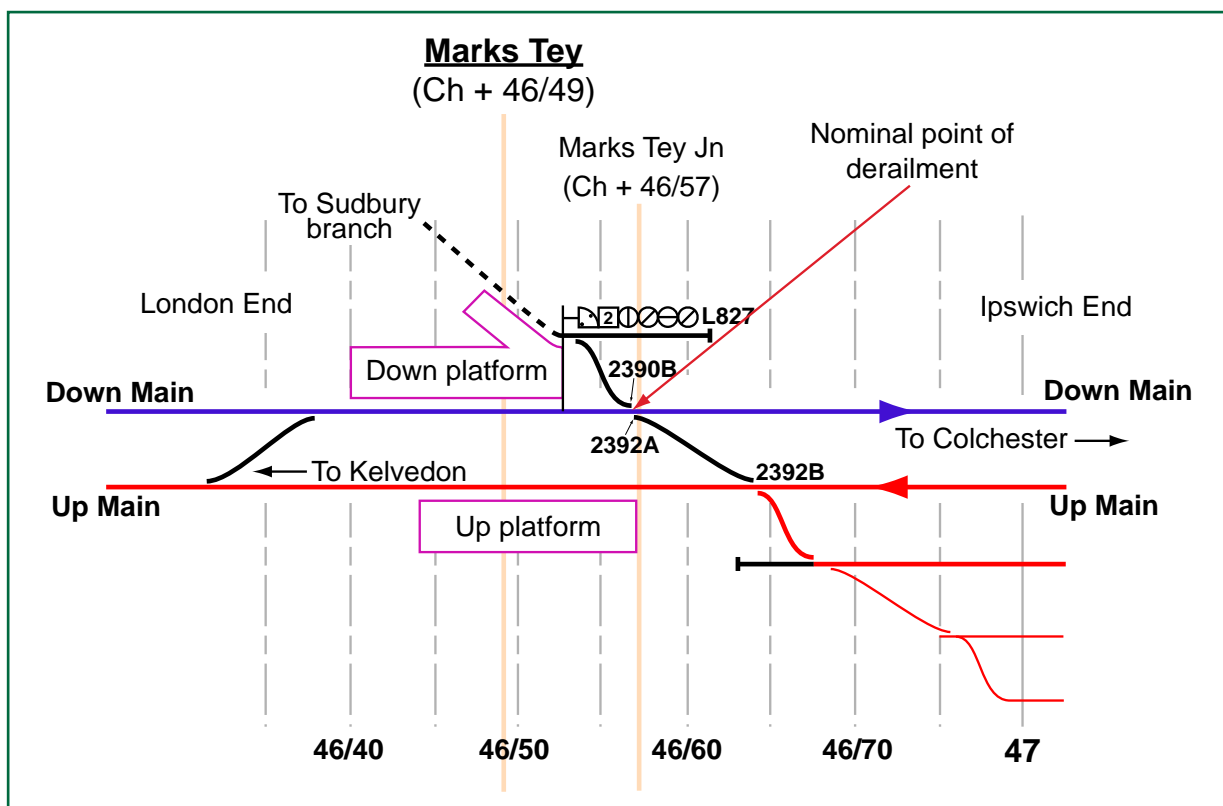 Marks Tey
(Ch + 46/49)
Marks Tey Jn
(Ch + 46/57)
Nominal point of
derailment
To Sudbury
branch
London End
2
L827
Ipswich End
Down platform
2390B
Down Main
Down Main
2392A
To Colchester
To Kelvedon
2392B
Up Main
Up platform
Up Main
46/40
46/50
46/60
46/70
47